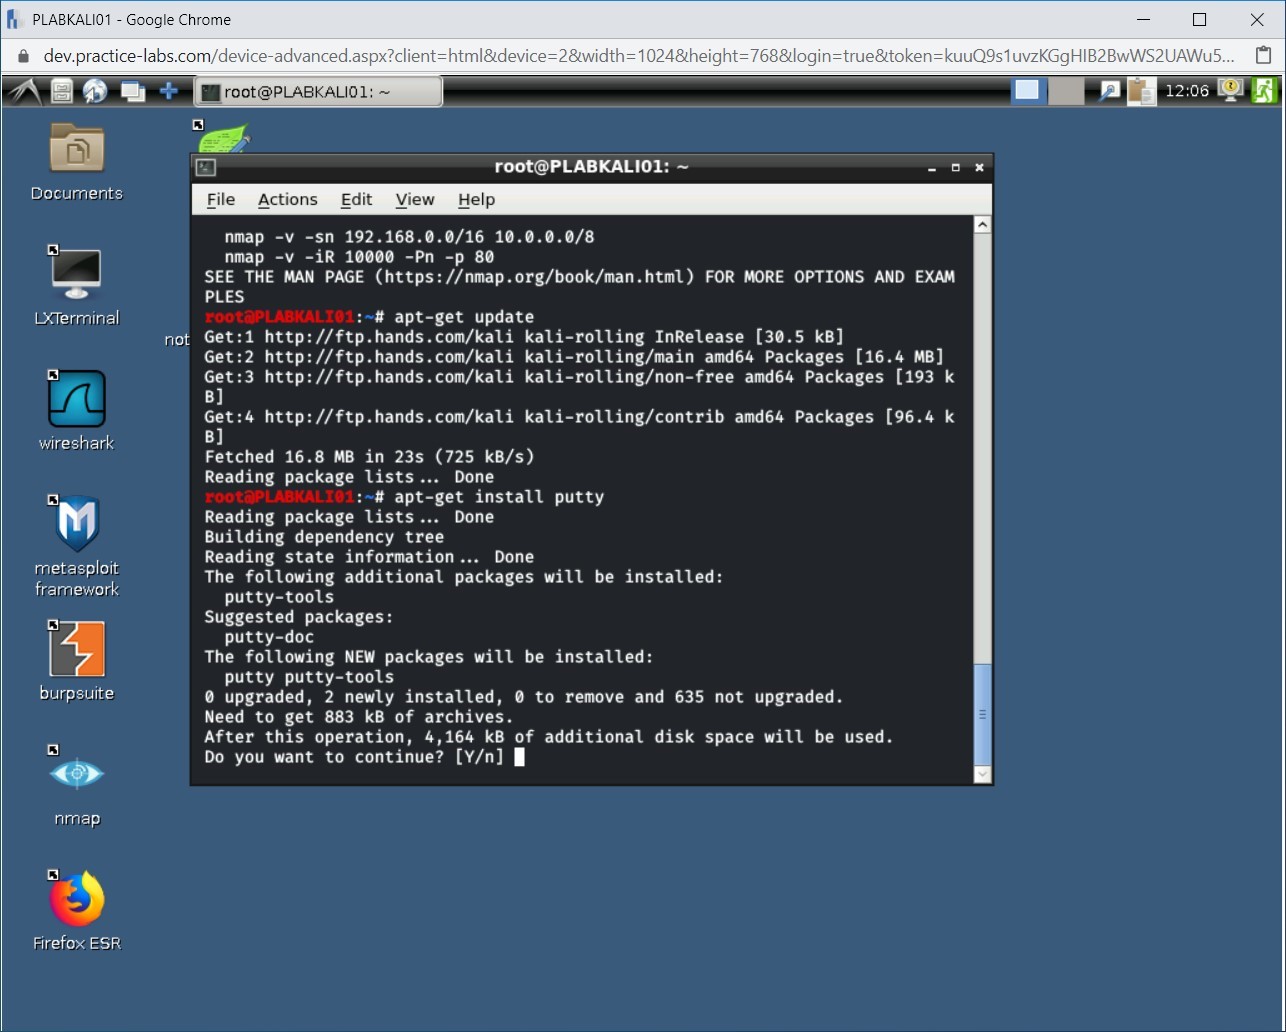 PLABKALI01 - Google Chrome
dev.practice-labs.com/device-advanced.aspx?client=html&device=2&width=1024&height=768&login=true&token=kuuQ9s1uvzKGgHIB2BwWS2UAWu5...
root@PLABKALI01: ~
12:06
Documents
LXTerminal
not
wireshark
metasploit
framework
burpsuite
nmap
Firefox ESR
root@PLABKALI01: ~
File Actions Edit View Help
nmap -v -sn 192.168.0.0/16 10.0.0.0/8
nmap -v -iR 10000 -Pn -p 80
SEE THE MAN PAGE (https://nmap.org/book/man.html) FOR MORE OPTIONS AND EXAM
PLES
root@PLABKALI01:~# apt-get update
Get:1 http://ftp.hands.com/kali kali-rolling InRelease [30.5 kB]
Get:2 http://ftp.hands.com/kali kali-rolling/main amd64 Packages [16.4 MB]
Get:3 http://ftp.hands.com/kali kali-rolling/non-free amd64 Packages [193 k
B]
Get:4 http://ftp.hands.com/kali kali-rolling/contrib amd64 Packages [96.4 k
B]
Fetched 16.8 MB in 23s (725 kB/s)
Reading package lists... Done
root@PLABKALI01:~# apt-get install putty
Reading package lists... Done
Building dependency tree
Reading state information... Done
The following additional packages will be installed:
putty-tools
Suggested packages:
putty-doc
The following NEW packages will be installed:
putty putty-tools
0 upgraded, 2 newly installed, 0 to remove and 635 not upgraded.
Need to get 883 kB of archives.
After this operation, 4,164 kB of additional disk space will be used.
Do you want to continue? [Y/n]